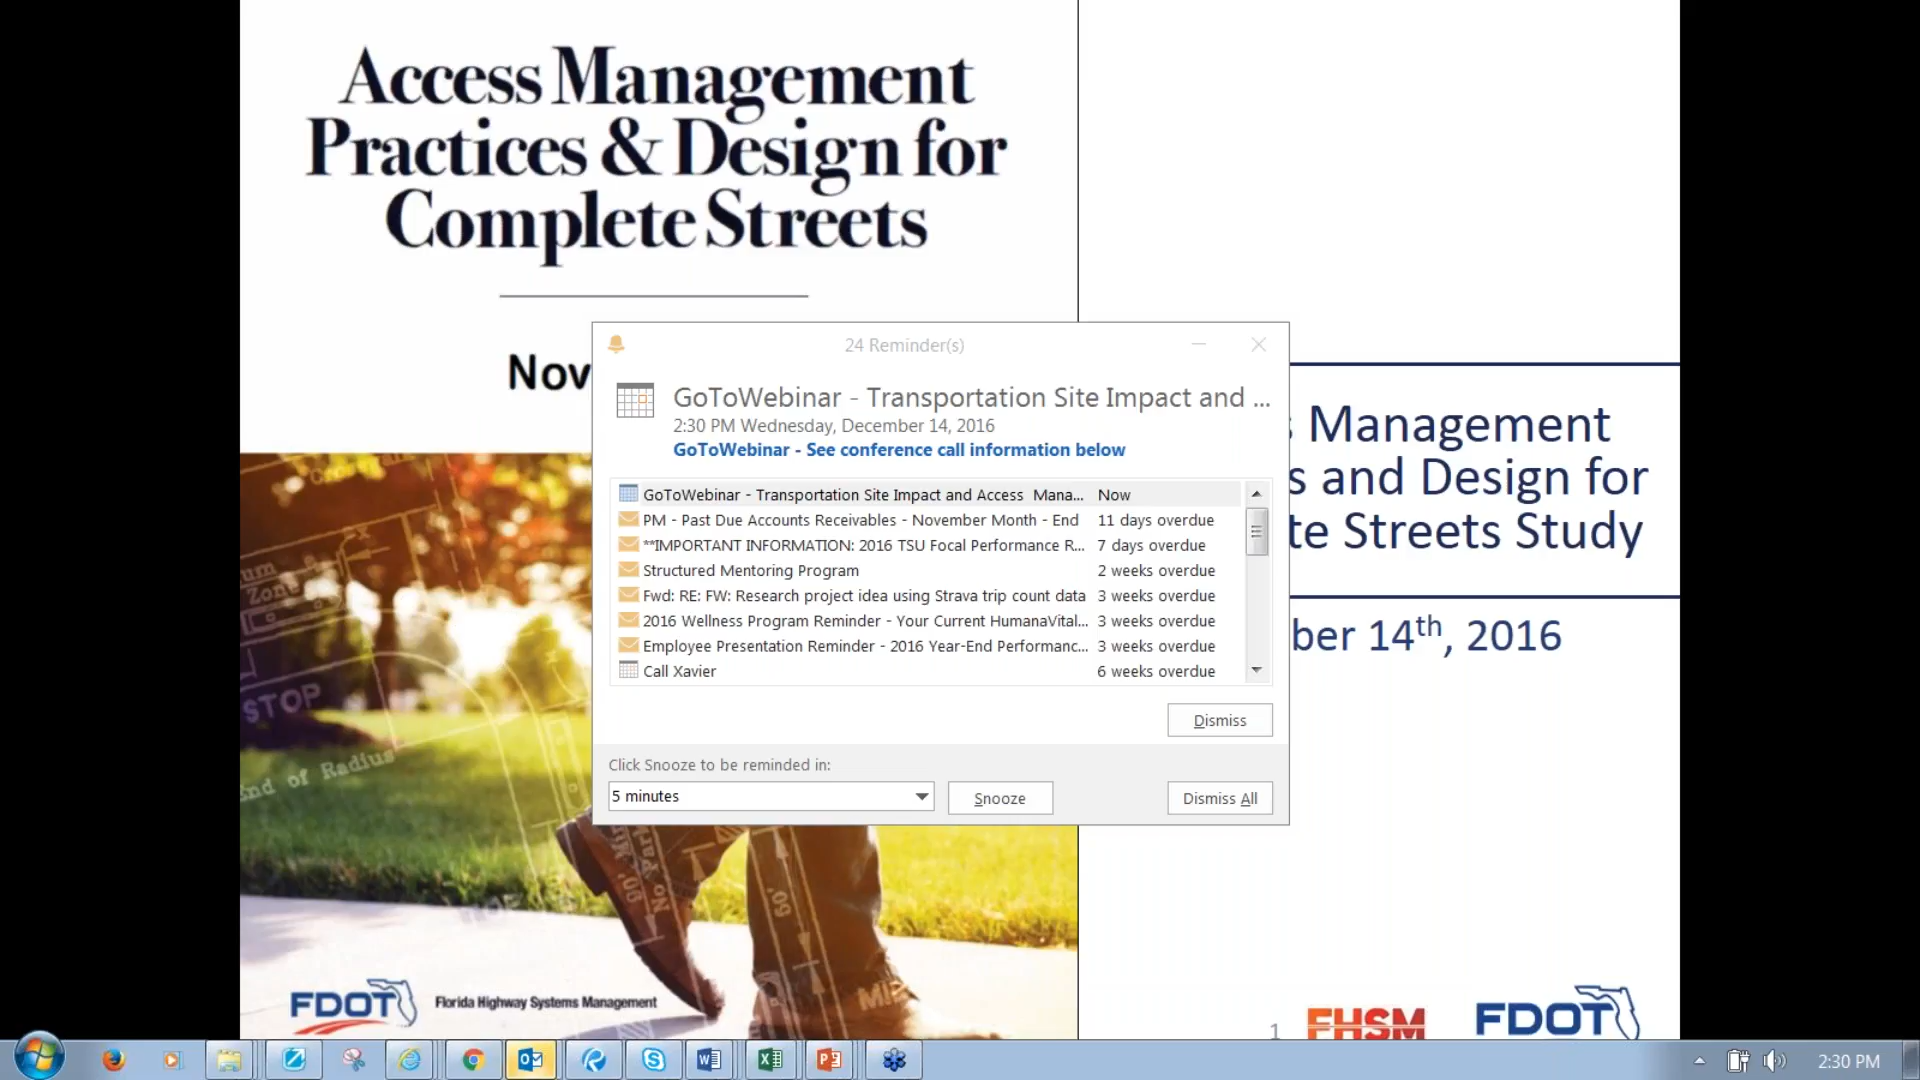 Access Management
Practices & Design for
Complete Streets
Nov
24 Reminder(s)
GoToWebinar - Transportation Site Impact and ...
2:30 PM Wednesday, December 14, 2016
GoToWebinar - See conference call information below
GoToWebinar - Transportation Site Impact and Access Mana... Now
PM - Past Due Accounts Receivables - November Month - End 11 days overdue
**IMPORTANT INFORMATION: 2016 TSU Focal Performance R... 7 days overdue
Structured Mentoring Program 2 weeks overdue
Fwd: RE: FW: Research project idea using Strava trip count data 3 weeks overdue
2016 Wellness Program Reminder - Your Current HumanaVital... 3 weeks overdue
Employee Presentation Reminder - 2016 Year-End Performanc... 3 weeks overdue
Call Xavier 6 weeks overdue
Dismiss
Click Snooze to be reminded in:
5 minutes
Snooze
Dismiss All
s Management
s and Design for
te Streets Study
ber 14th, 2016
Zone
STOP
End of Radius
60'
No Park
FDOT
Florida Highway Systems Management
1
FHSM
FDOT
2:30 PM